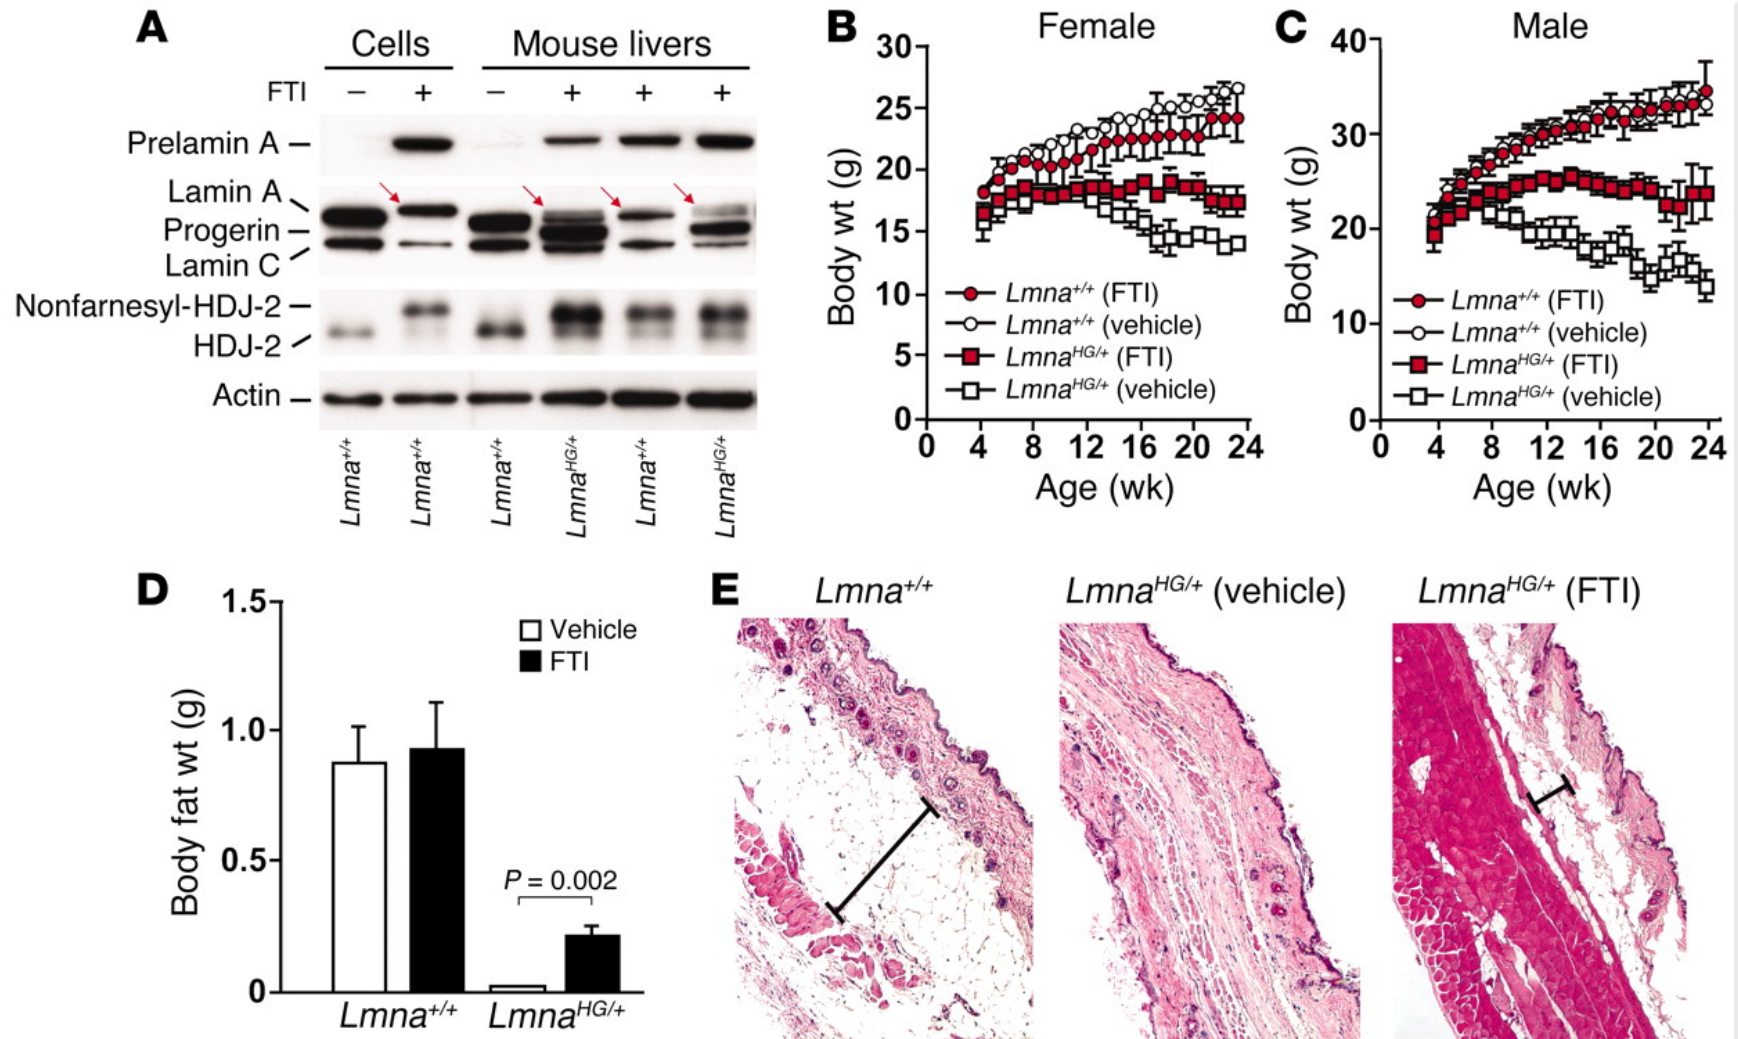 A
Cells
Mouse livers
FTI – + – + + +
Prelamin A
Lamin A
Progerin
Lamin C
Nonfarnesyl-HDJ-2
HDJ-2
Actin
Lmna+/+
Lmna+/+
Lmna+/+
LmnaHG/+
Lmna+/+
LmnaHG/+
B
Female
Body wt (g)
30
25
20
15
10
5
0
Lmna+/+ (FTI)
Lmna+/+ (vehicle)
LmnaHG/+ (FTI)
LmnaHG/+ (vehicle)
0 4 8 12 16 20 24
Age (wk)
C
Male
Body wt (g)
40
30
20
10
0
Lmna+/+ (FTI)
Lmna+/+ (vehicle)
LmnaHG/+ (FTI)
LmnaHG/+ (vehicle)
0 4 8 12 16 20 24
Age (wk)
D
Body fat wt (g)
1.5
1.0
0.5
0
Vehicle
FTI
P = 0.002
Lmna+/+ LmnaHG/+
E
Lmna+/+
LmnaHG/+ (vehicle)
LmnaHG/+ (FTI)